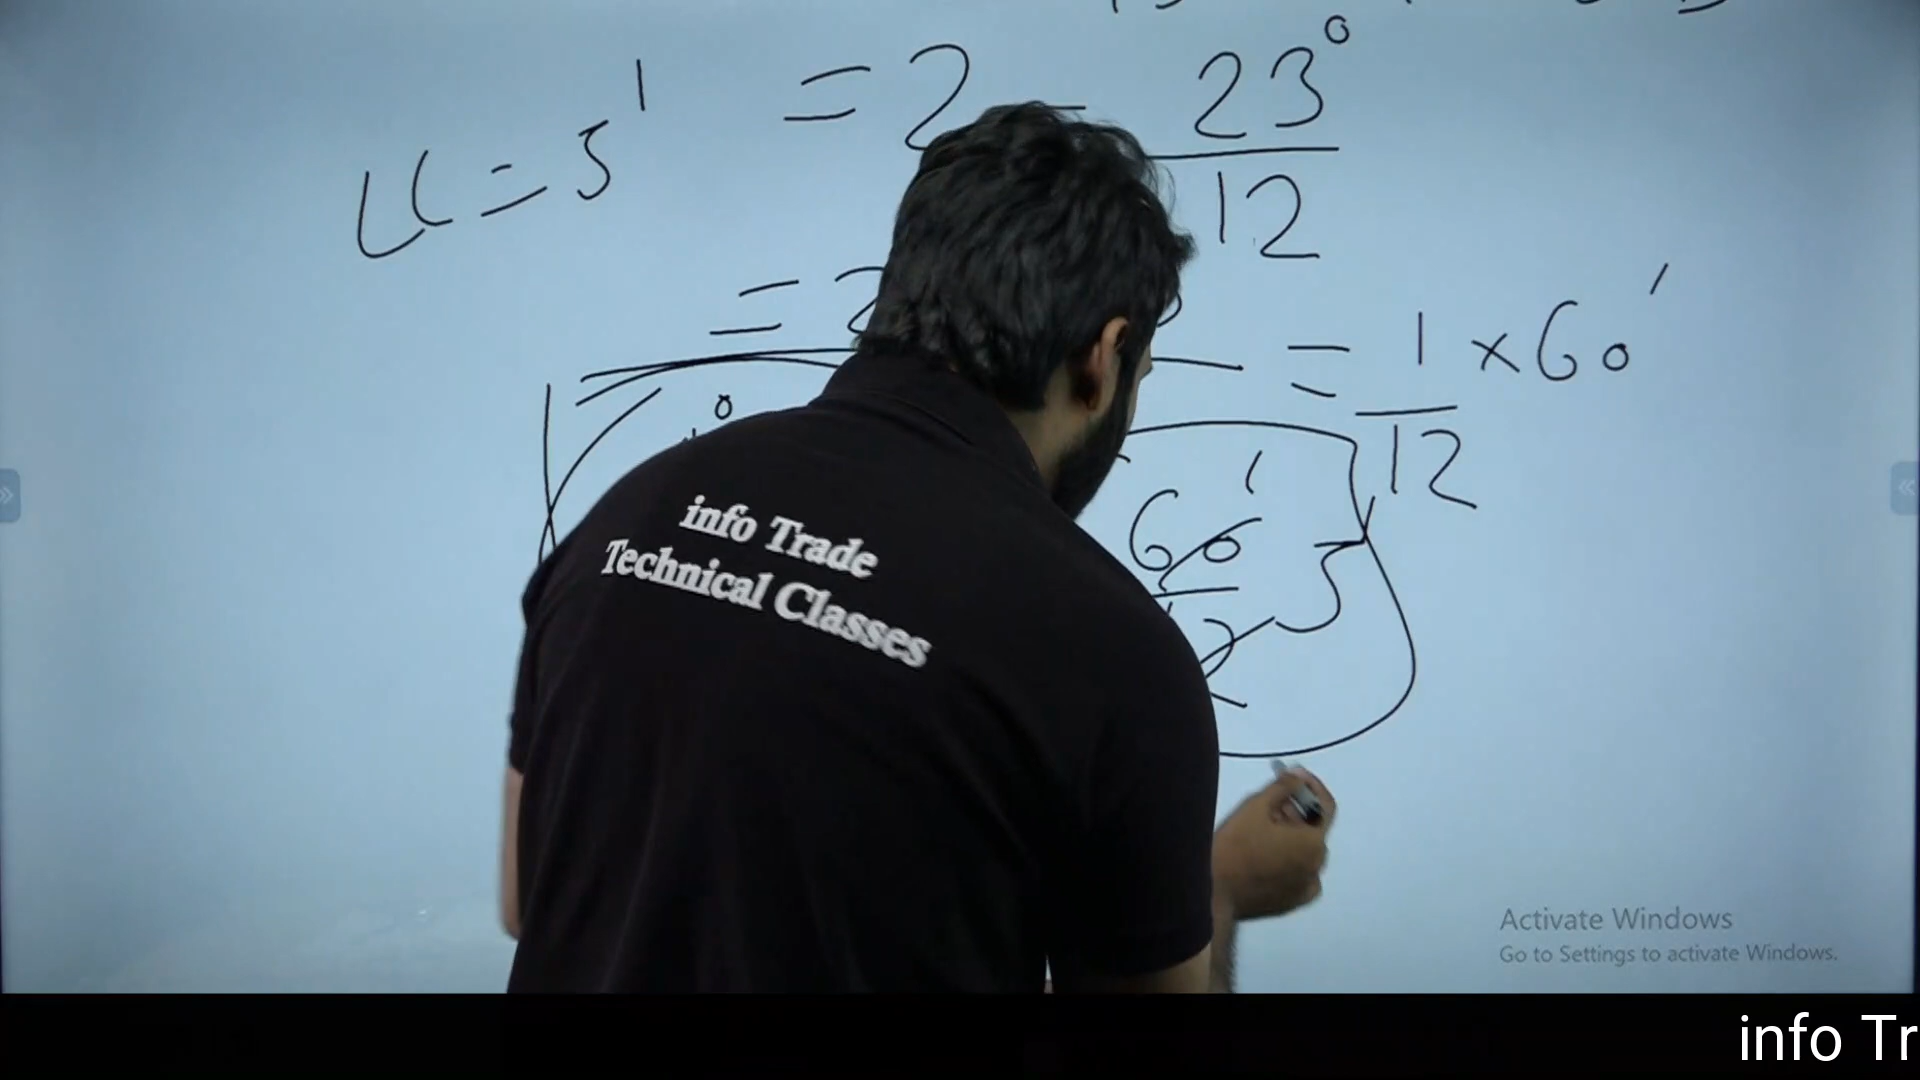 LC = 5'
= 2 - 23°
12
= 1 × 60'
12
60'
5'
info Trade
Technical Classes
Activate Windows
Go to Settings to activate Windows.
info Tr